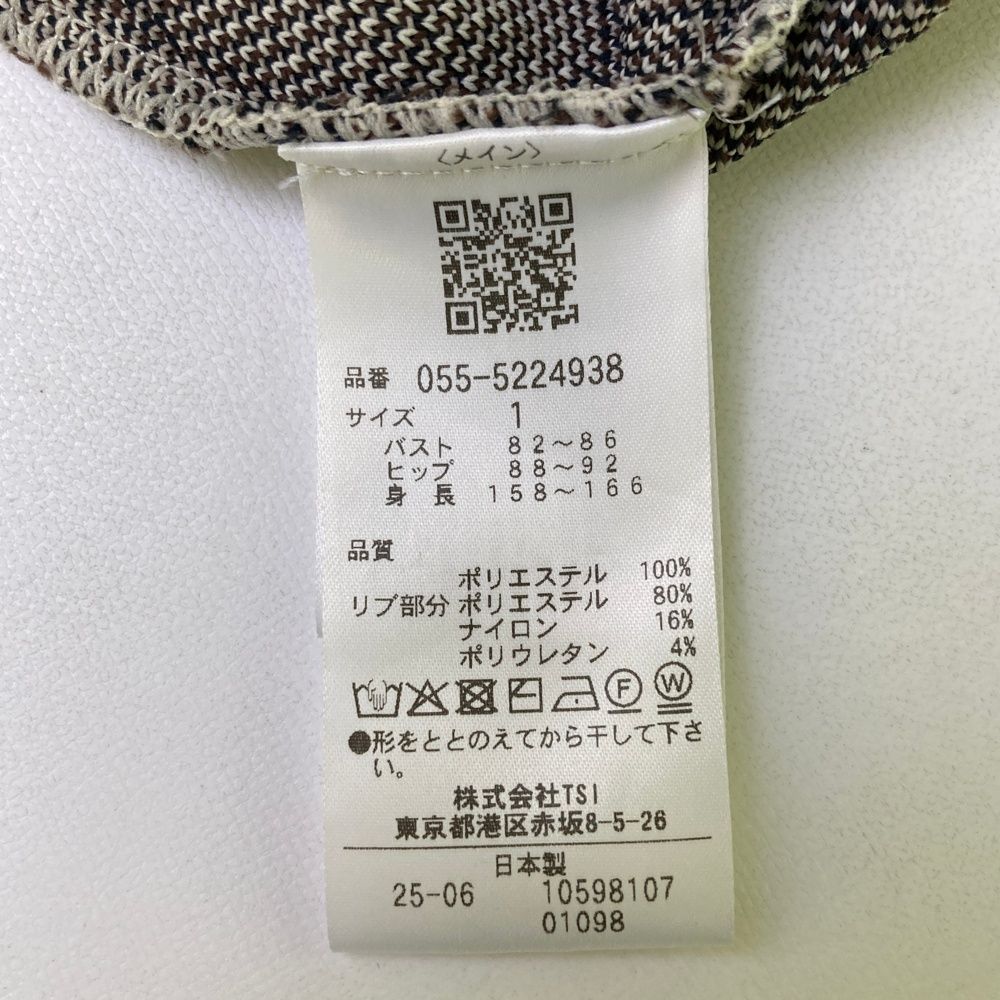 〈メイン〉
品番 055-5224938
サイズ 1
バスト 82～86
ヒップ 88～92
身長 158～166
品質
ポリエステル 100%
リブ部分 ポリエステル 80%
ナイロン 16%
ポリウレタン 4%
F W
●形をととのえてから干して下さ
い。
株式会社TSI
東京都港区赤坂8-5-26
日本製
25-06 10598107
01098